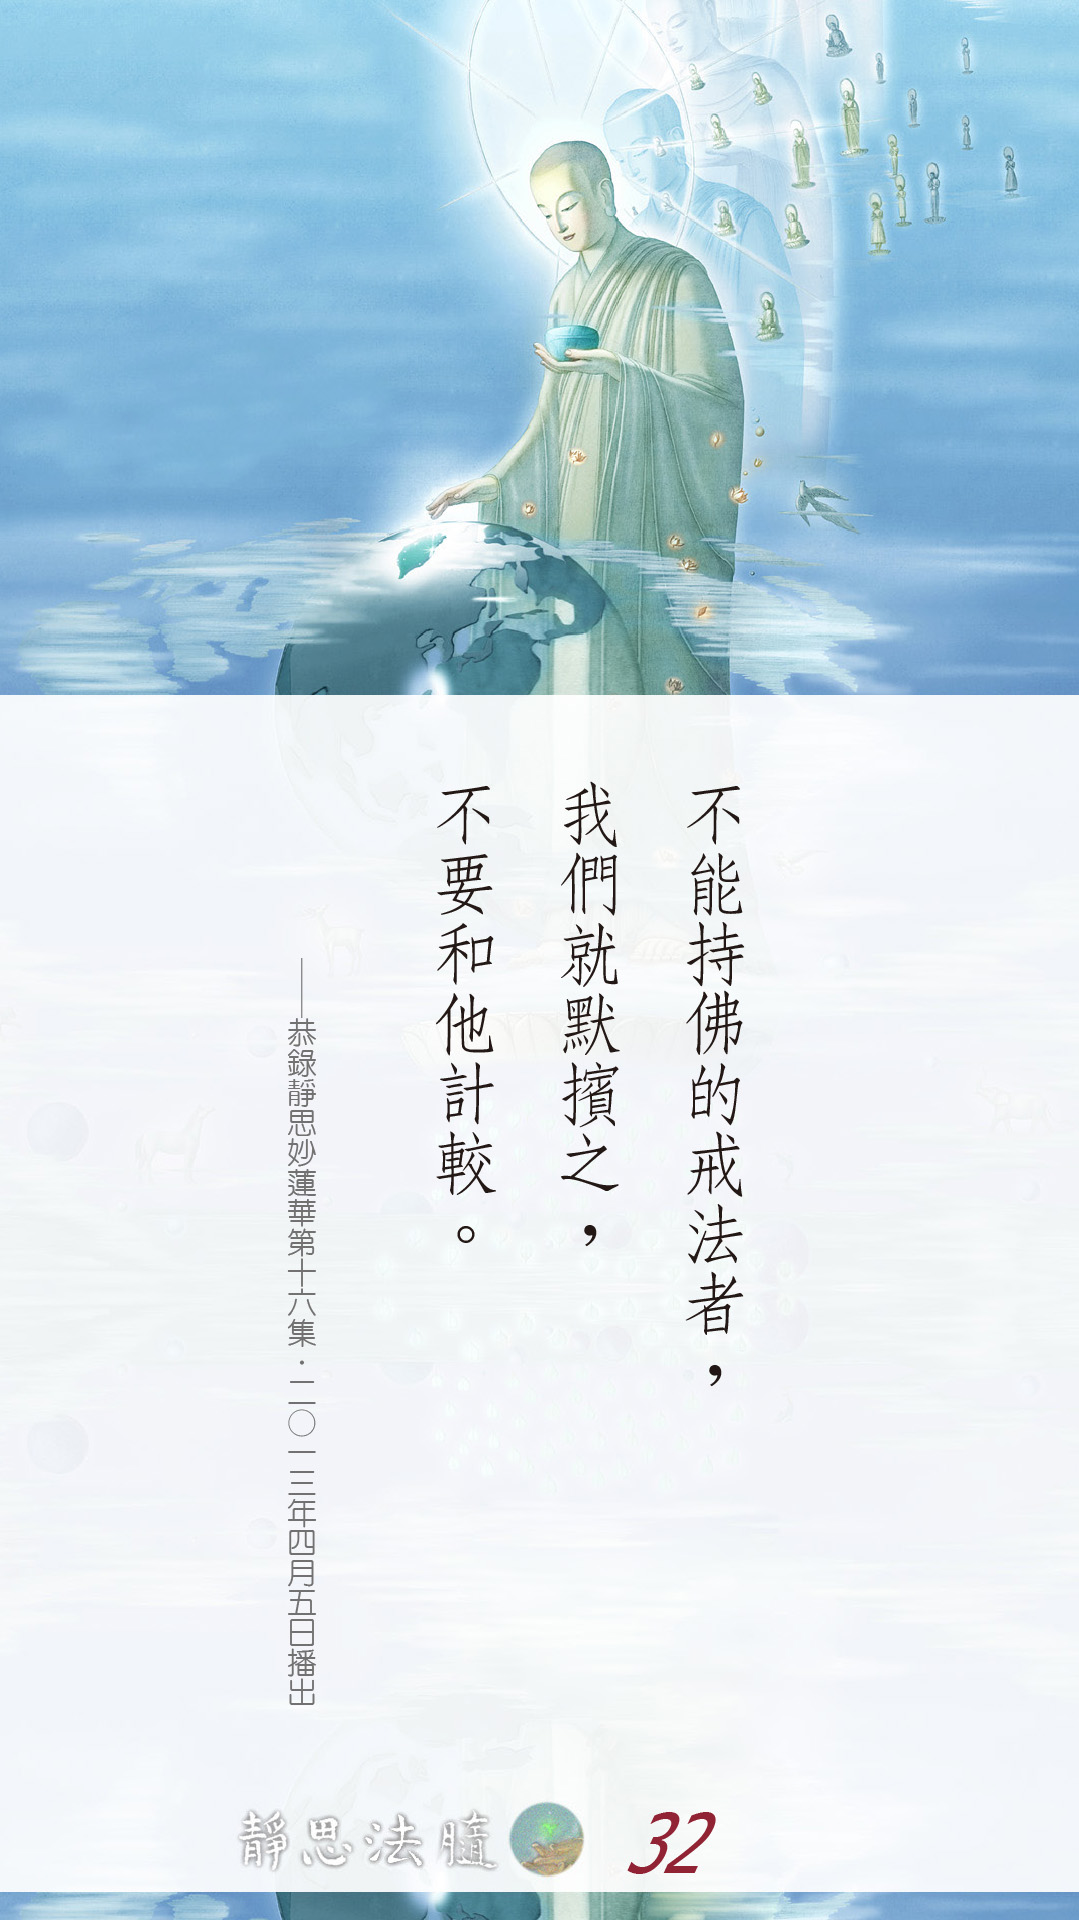 不能持佛的戒法者，
我們就默擯之，
不要和他計較。
──恭錄靜思妙蓮華第十六集．二〇一三年四月五日播出
靜思法髓
32